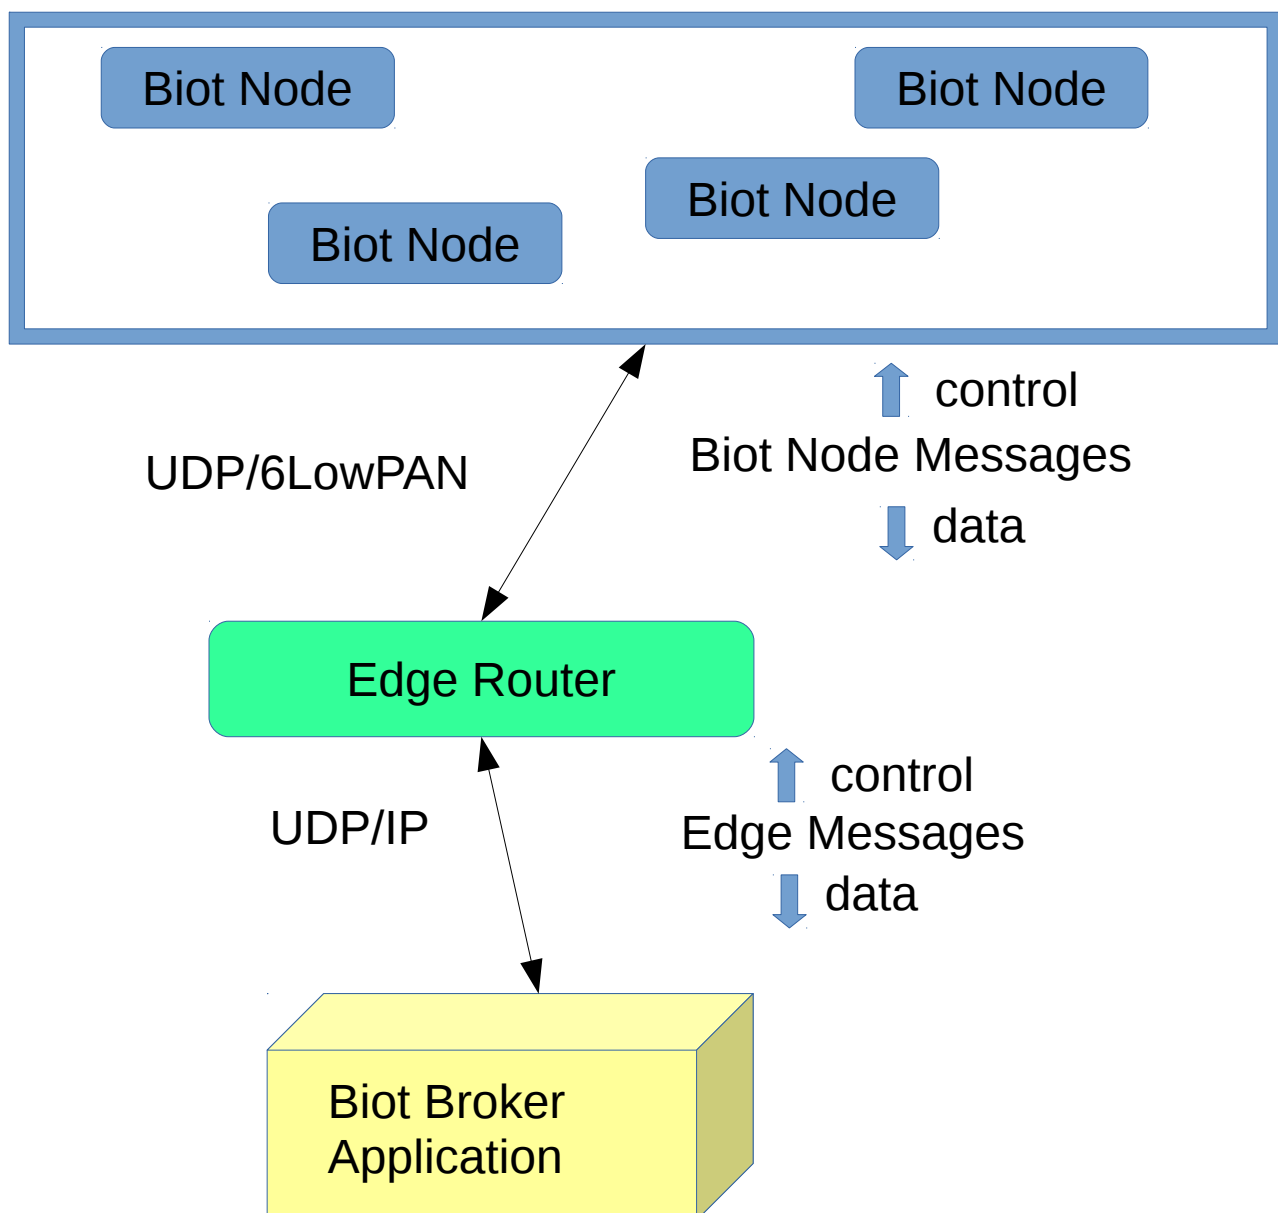 Biot Node
Biot Node
Biot Node
Biot Node
control
UDP/6LowPAN
Biot Node Messages
data
Edge Router
control
UDP/IP
Edge Messages
data
Biot Broker
Application